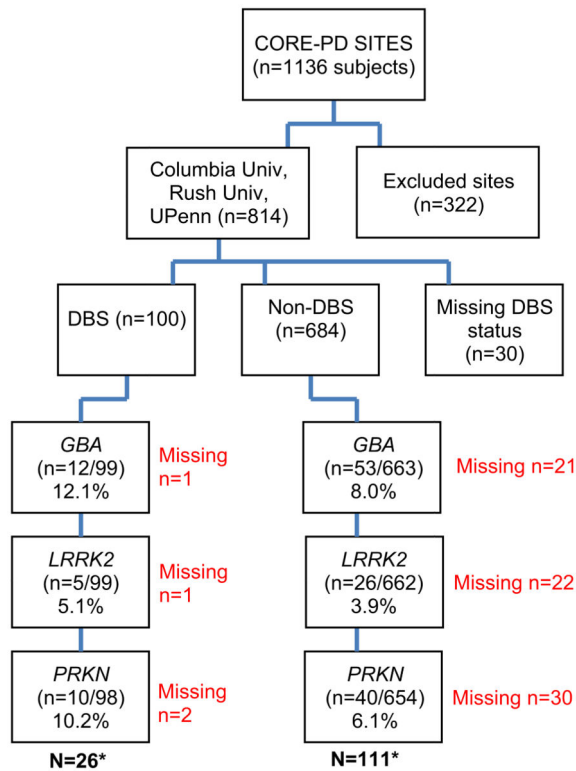 CORE-PD SITES
(n=1136 subjects)
Columbia Univ,
Rush Univ,
UPenn (n=814)
Excluded sites
(n=322)
DBS (n=100)
Non-DBS
(n=684)
Missing DBS
status
(n=30)
GBA
(n=12/99)
12.1%
Missing
n=1
GBA
(n=53/663)
8.0%
Missing n=21
LRRK2
(n=5/99)
5.1%
Missing
n=1
LRRK2
(n=26/662)
3.9%
Missing n=22
PRKN
(n=10/98)
10.2%
Missing
n=2
PRKN
(n=40/654)
6.1%
Missing n=30
N=26*
N=111*